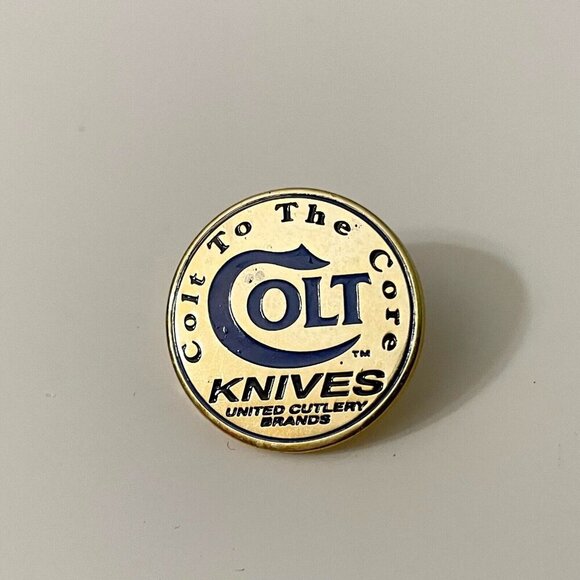 Colt To The Core
COLT
TM
KNIVES
UNITED CUTLERY
BRANDS